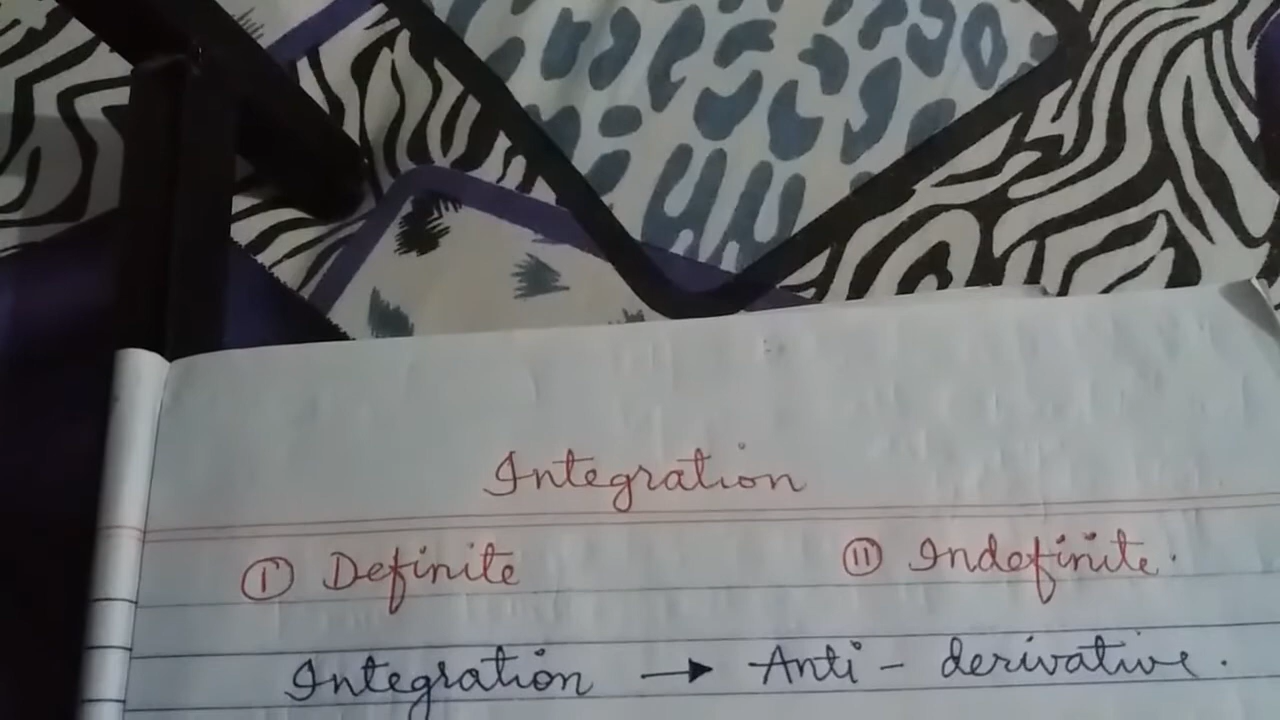 Integration
(i) Definite (ii) Indefinite.
Integration → Anti - derivative.